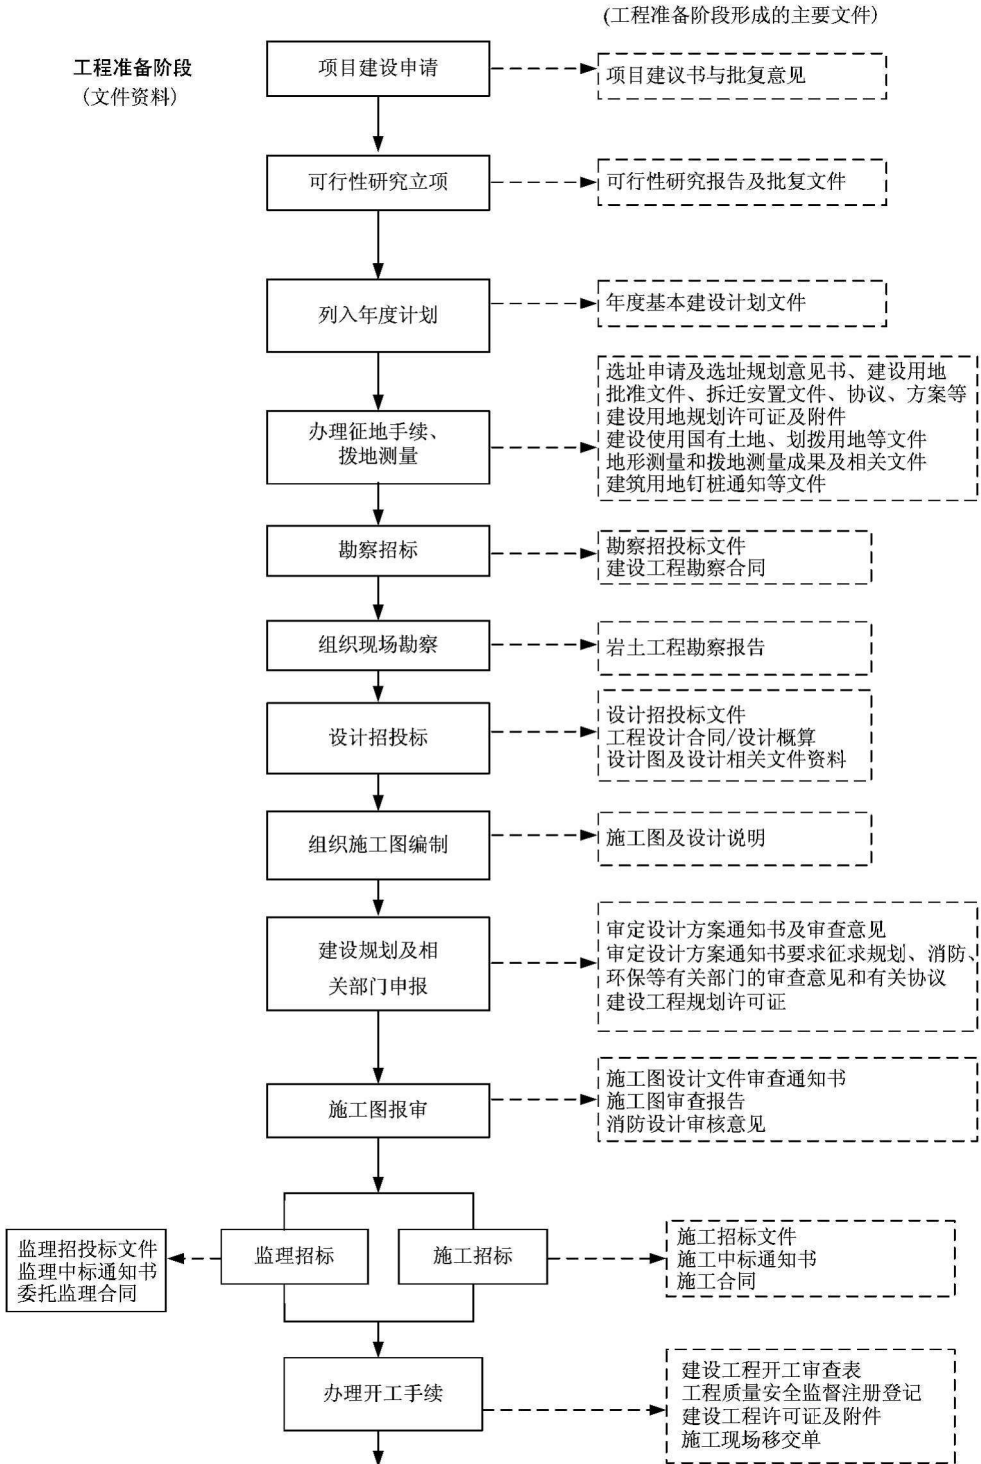 (工程准备阶段形成的主要文件)
工程准备阶段
(文件资料)
项目建设申请
项目建议书与批复意见
可行性研究立项
可行性研究报告及批复文件
列入年度计划
年度基本建设计划文件
办理征地手续、
拨地测量
选址申请及选址规划意见书、建设用地
批准文件、拆迁安置文件、协议、方案等
建设用地规划许可证及附件
建设使用国有土地、划拨用地等文件
地形测量和拨地测量成果及相关文件
建筑用地钉桩通知等文件
勘察招标
勘察招投标文件
建设工程勘察合同
组织现场勘察
岩土工程勘察报告
设计招投标
设计招投标文件
工程设计合同/设计概算
设计图及设计相关文件资料
组织施工图编制
施工图及设计说明
建设规划及相
关部门申报
审定设计方案通知书及审查意见
审定设计方案通知书要求征求规划、消防、
环保等有关部门的审查意见和有关协议
建设工程规划许可证
施工图报审
施工图设计文件审查通知书
施工图审查报告
消防设计审核意见
监理招投标文件
监理中标通知书
委托监理合同
监理招标
施工招标
施工招标文件
施工中标通知书
施工合同
办理开工手续
建设工程开工审查表
工程质量安全监督注册登记
建设工程许可证及附件
施工现场移交单